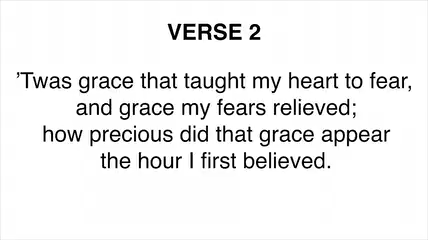 VERSE 2
’Twas grace that taught my heart to fear,
and grace my fears relieved;
how precious did that grace appear
the hour I first believed.